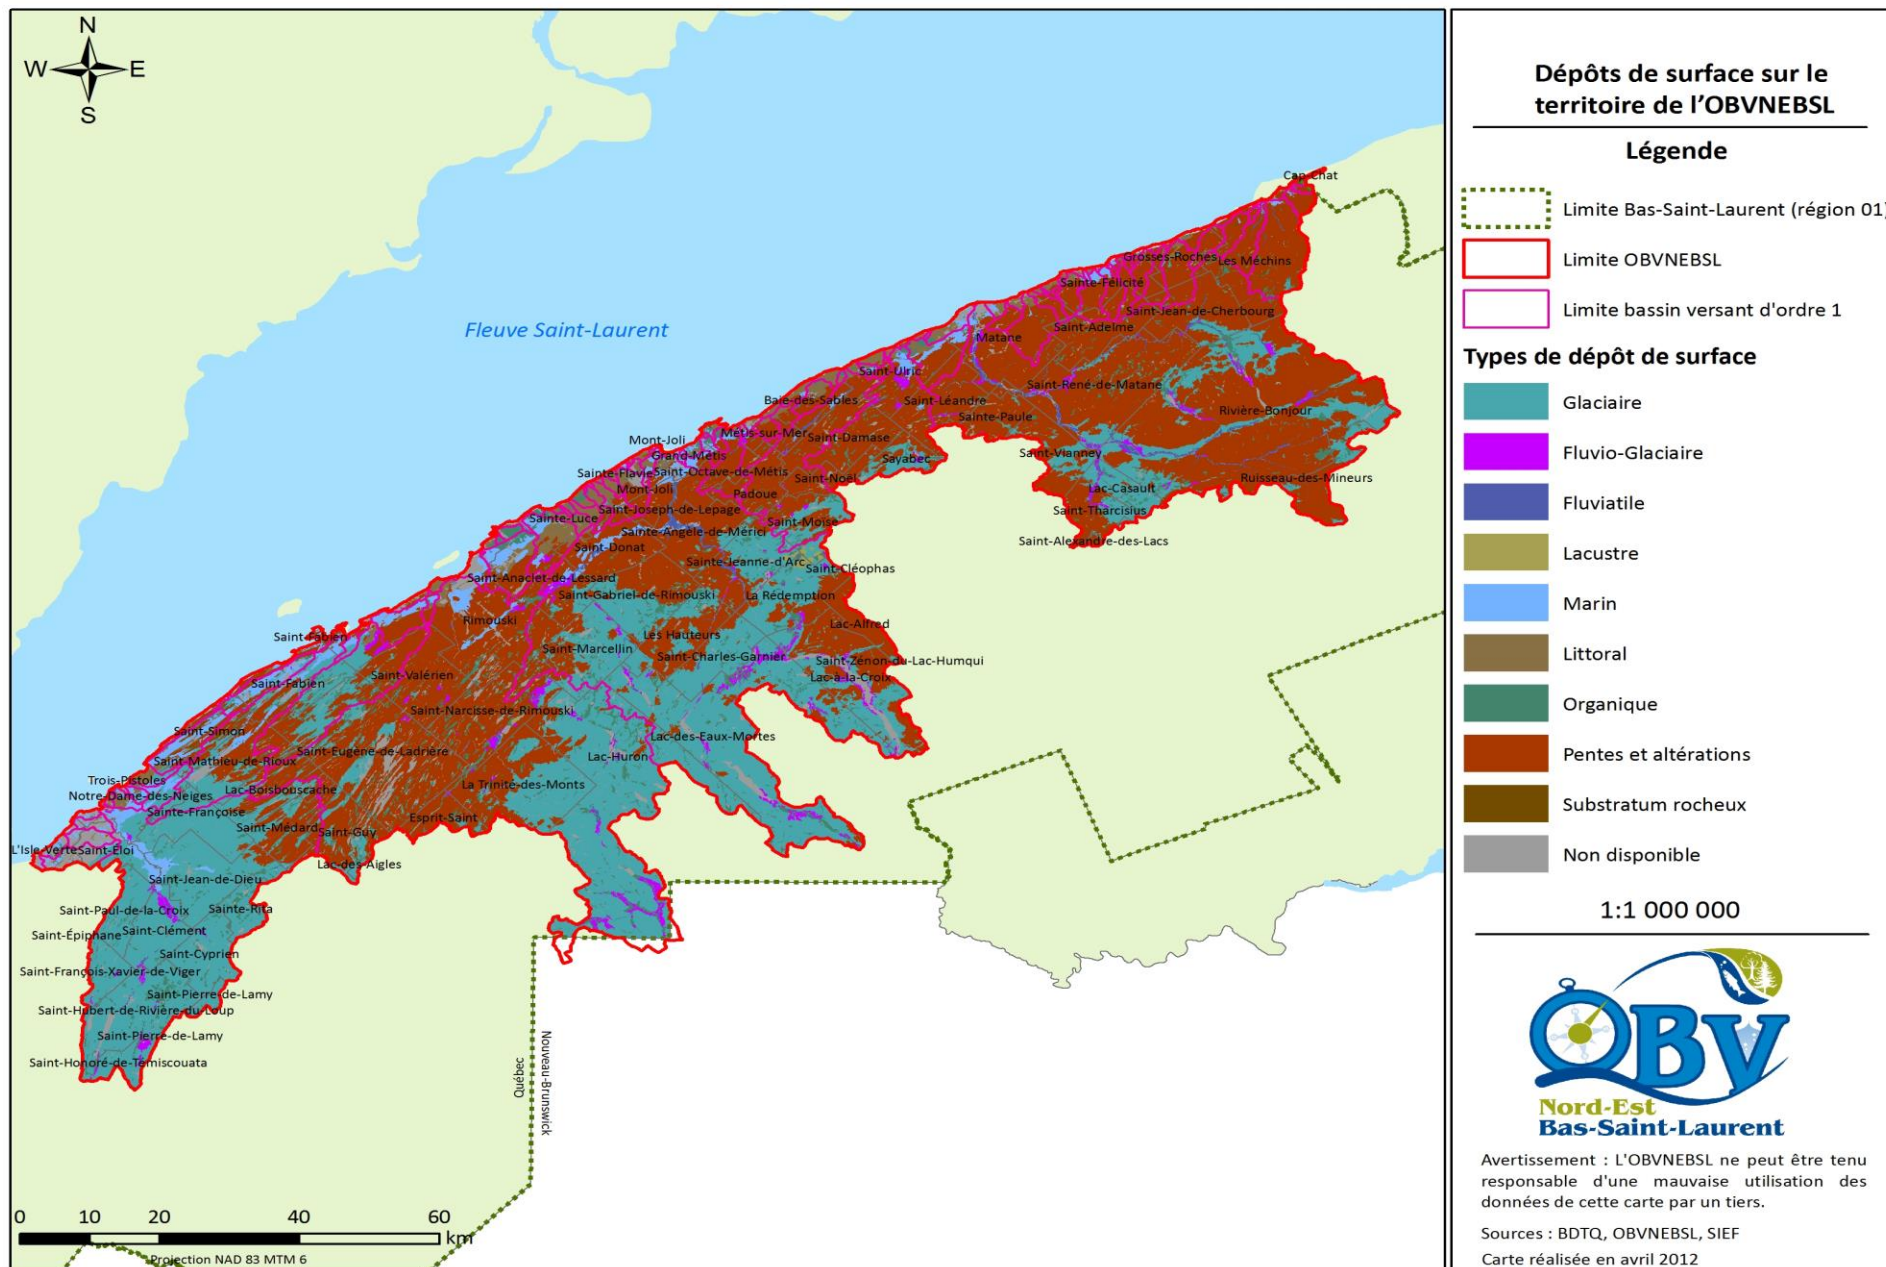 N
W E
S
Fleuve Saint-Laurent
Cap-Chat
Grosses-Roches
Les Méchins
Sainte-Félicité
Saint-Jean-de-Cherbourg
Saint-Adelme
Matane
Saint-Ulric
Saint-René-de-Matane
Baie-des-Sables
Saint-Léandre
Rivière-Bonjour
Sainte-Paule
Métis-sur-Mer
Saint-Damase
Mont-Joli
Grand-Métis
Sayabec
Saint-Vianney
Sainte-Flavie
Saint-Octave-de-Métis
Saint-Noël
Ruisseau-des-Mineurs
Mont-Joli
Padoue
Lac-Casault
Saint-Joseph-de-Lepage
Saint-Tharcisius
Sainte-Luce
Saint-Moïse
Sainte-Angèle-de-Mérici
Saint-Alexandre-des-Lacs
Saint-Donat
Sainte-Jeanne-d'Arc
Saint-Cléophas
Saint-Anaclet-de-Lessard
Saint-Gabriel-de-Rimouski
La Rédemption
Rimouski
Lac-Alfred
Saint-Fabien
Les Hauteurs
Saint-Marcellin
Saint-Charles-Garnier
Saint-Zénon-du-Lac-Humqui
Saint-Valérien
Lac-à-la-Croix
Saint-Fabien
Saint-Narcisse-de-Rimouski
Saint-Simon
Lac-des-Eaux-Mortes
Saint-Eugène-de-Ladrière
Lac-Huron
Saint-Mathieu-de-Rioux
Trois-Pistoles
La Trinité-des-Monts
Lac-Boisbouscache
Notre-Dame-des-Neiges
Sainte-Françoise
Esprit-Saint
Saint-Médard
Saint-Guy
L'Isle-Verte
Saint-Éloi
Lac-des-Aigles
Saint-Jean-de-Dieu
Saint-Paul-de-la-Croix
Sainte-Rita
Saint-Épiphane
Saint-Clément
Saint-Cyprien
Saint-François-Xavier-de-Viger
Saint-Pierre-de-Lamy
Saint-Hubert-de-Rivière-du-Loup
Saint-Pierre-de-Lamy
Saint-Honoré-de-Témiscouata
Québec
Nouveau-Brunswick
0 10 20 40 60
km
Projection NAD 83 MTM 6
Dépôts de surface sur le
territoire de l'OBVNEBSL
Légende
Limite Bas-Saint-Laurent (région 01)
Limite OBVNEBSL
Limite bassin versant d'ordre 1
Types de dépôt de surface
Glaciaire
Fluvio-Glaciaire
Fluviatile
Lacustre
Marin
Littoral
Organique
Pentes et altérations
Substratum rocheux
Non disponible
1:1 000 000
OBV
Nord-Est
Bas-Saint-Laurent
Avertissement : L'OBVNEBSL ne peut être tenu
responsable d'une mauvaise utilisation des
données de cette carte par un tiers.
Sources : BDTQ, OBVNEBSL, SIEF
Carte réalisée en avril 2012